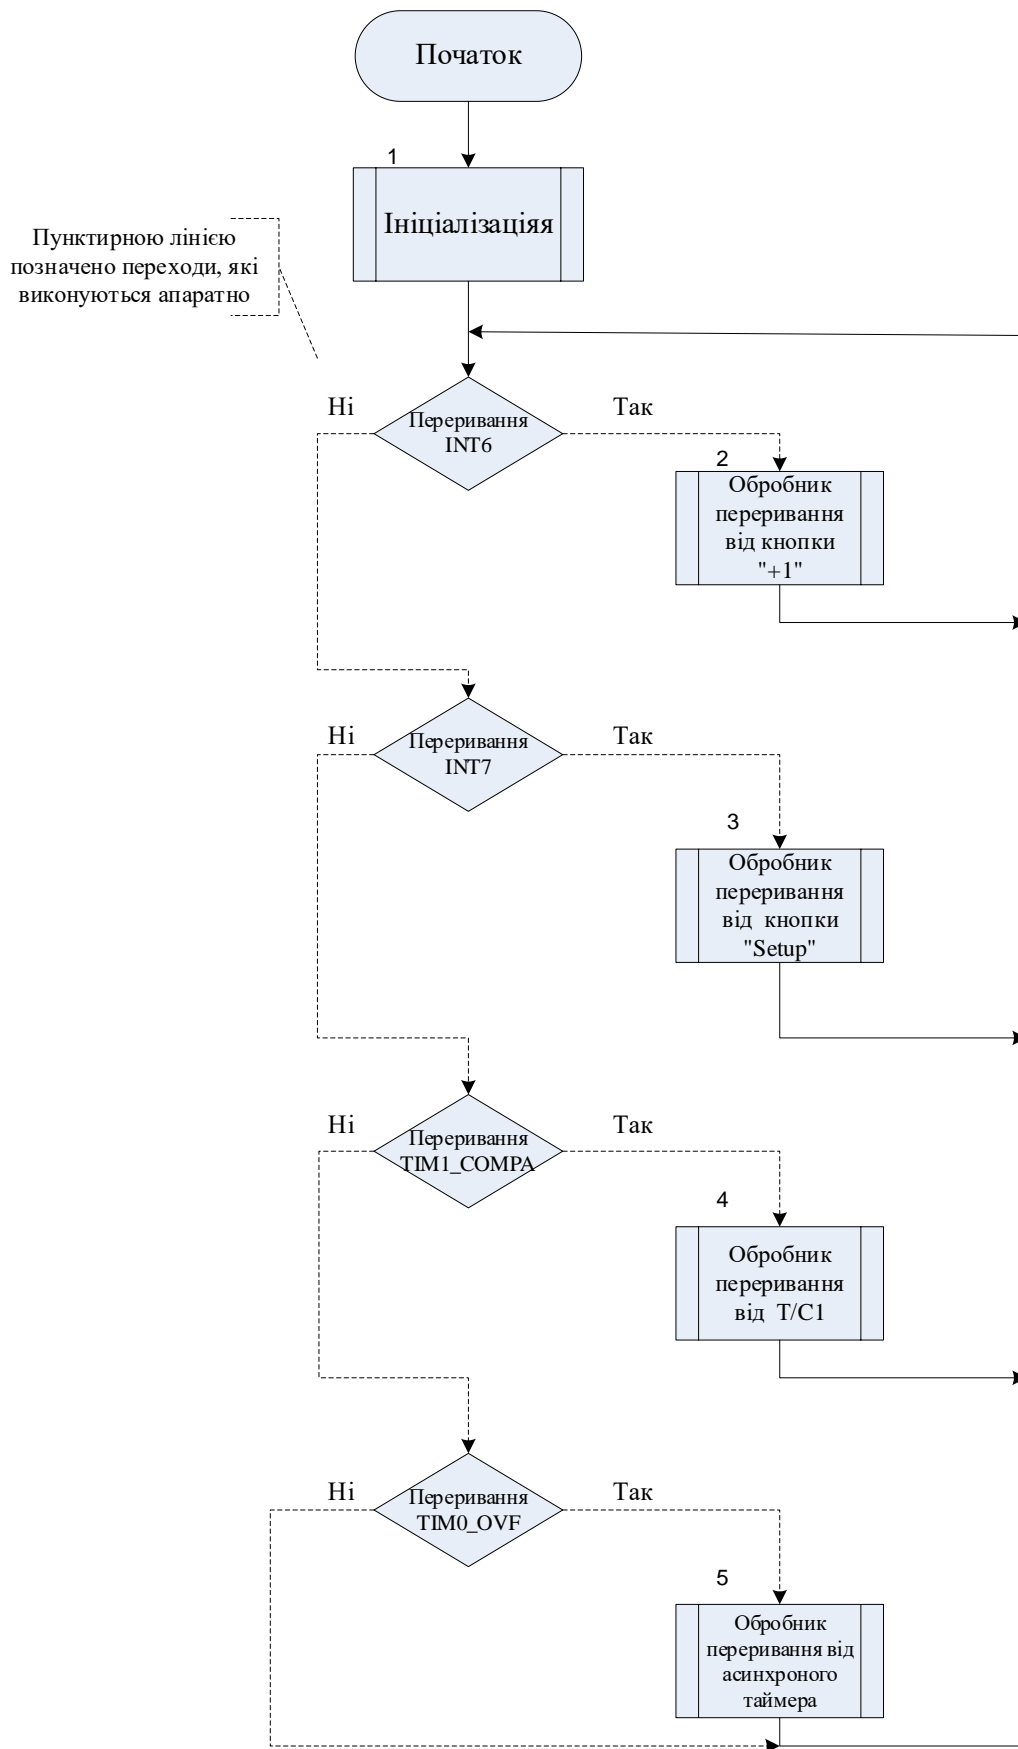 Початок
1
Ініціалізаціяя
Пунктирною лінією
позначено переходи, які
виконуються апаратно
Ні
Переривання
INT6
Так
2
Обробник
переривання
від кнопки
"+1"
Ні
Переривання
INT7
Так
3
Обробник
переривання
від кнопки
"Setup"
Ні
Переривання
TIM1_COMPA
Так
4
Обробник
переривання
від T/C1
Ні
Переривання
TIM0_OVF
Так
5
Обробник
переривання від
асинхроного
таймера